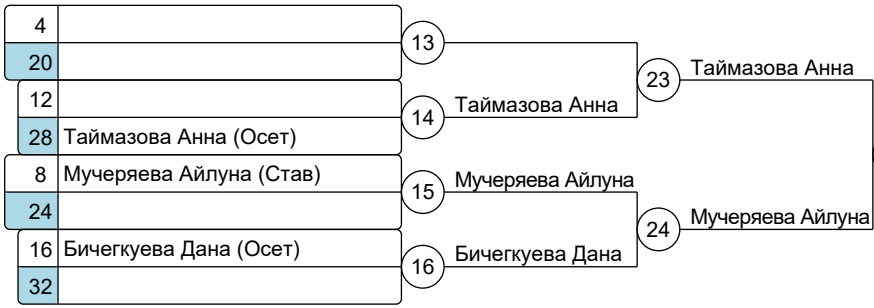 4
13
20
Таймазова Анна
23
12
Таймазова Анна
14
28 Таймазова Анна (Осет)
8 Мучеряева Айлуна (Став)
Мучеряева Айлуна
15
24
Мучеряева Айлуна
24
16 Бичегкуева Дана (Осет)
Бичегкуева Дана
16
32